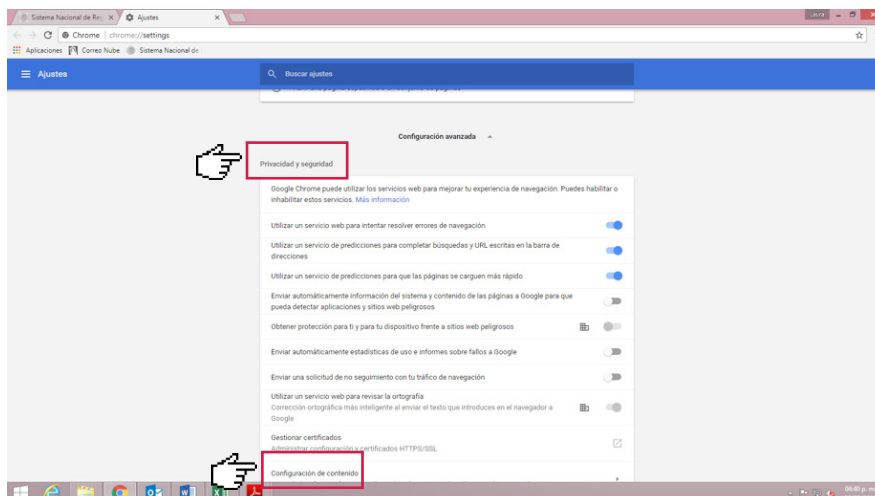 Sistema Nacional de Reg
Ajustes
Chrome | chrome://settings
Aplicaciones Correo Nube Sistema Nacional de
Ajustes
Buscar ajustes
Configuración avanzada
Privacidad y seguridad
Google Chrome puede utilizar los servicios web para mejorar tu experiencia de navegación. Puedes habilitar o
inhabilitar estos servicios. Más información
Utilizar un servicio web para intentar resolver errores de navegación
Utilizar un servicio de predicciones para completar búsquedas y URL escritas en la barra de
direcciones
Utilizar un servicio de predicciones para que las páginas se carguen más rápido
Enviar automáticamente información del sistema y contenido de las páginas a Google para que
pueda detectar aplicaciones y sitios web peligrosos
Obtener protección para ti y para tu dispositivo frente a sitios web peligrosos
Enviar automáticamente estadísticas de uso e informes sobre fallos a Google
Enviar una solicitud de no seguimiento con tu tráfico de navegación
Utilizar un servicio web para revisar la ortografía
Corrección ortográfica más inteligente al enviar el texto que introduces en el navegador a
Google
Gestionar certificados
Administrar configuración y certificados HTTPS/SSL
Configuración de contenido
04:40 p. m.